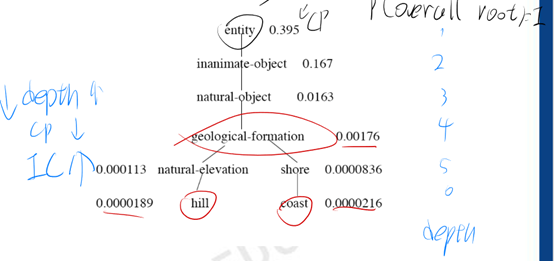 ↓CP P(overall root)=1
entity 0.395 1
inanimate-object 0.167 2
↓ depth ↑ natural-object 0.0163 3
CP ↓ geological-formation 0.00176 4
IC ↑ 0.000113 natural-elevation shore 0.0000836 5
0.0000189 hill coast 0.0000216
depth